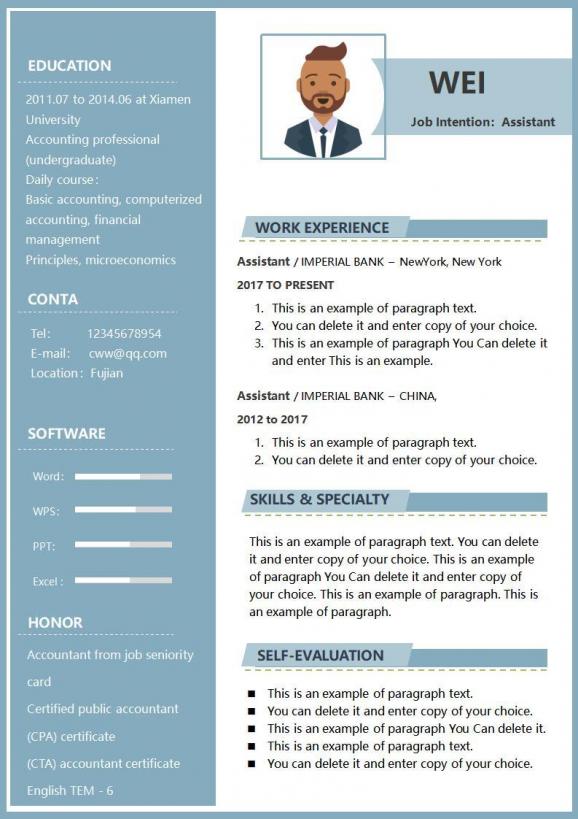 EDUCATION
2011.07 to 2014.06 at Xiamen
University
Accounting professional
(undergraduate)
Daily course:
Basic accounting, computerized
accounting, financial
management
Principles, microeconomics
CONTA
Tel: 12345678954
E-mail: cww@qq.com
Location: Fujian
SOFTWARE
Word:
WPS:
PPT:
Excel :
HONOR
Accountant from job seniority
card
Certified public accountant
(CPA) certificate
(CTA) accountant certificate
English TEM - 6
WEI
Job Intention: Assistant
WORK EXPERIENCE
Assistant / IMPERIAL BANK – NewYork, New York
2017 TO PRESENT
1. This is an example of paragraph text.
2. You can delete it and enter copy of your choice.
3. This is an example of paragraph You Can delete it
and enter This is an example.
Assistant / IMPERIAL BANK – CHINA,
2012 to 2017
1. This is an example of paragraph text.
2. You can delete it and enter copy of your choice.
SKILLS & SPECIALTY
This is an example of paragraph text. You can delete
it and enter copy of your choice. This is an example
of paragraph You Can delete it and enter copy of
your choice. This is an example of paragraph. This is
an example of paragraph.
SELF-EVALUATION
■ This is an example of paragraph text.
■ You can delete it and enter copy of your choice.
■ This is an example of paragraph You Can delete it.
■ This is an example of paragraph text.
■ You can delete it and enter copy of your choice.